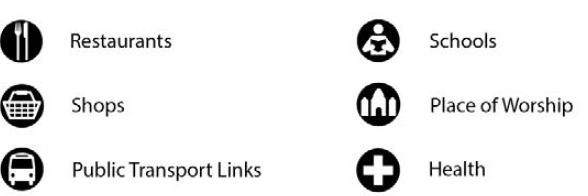 Restaurants
Schools
Shops
Place of Worship
Public Transport Links
Health